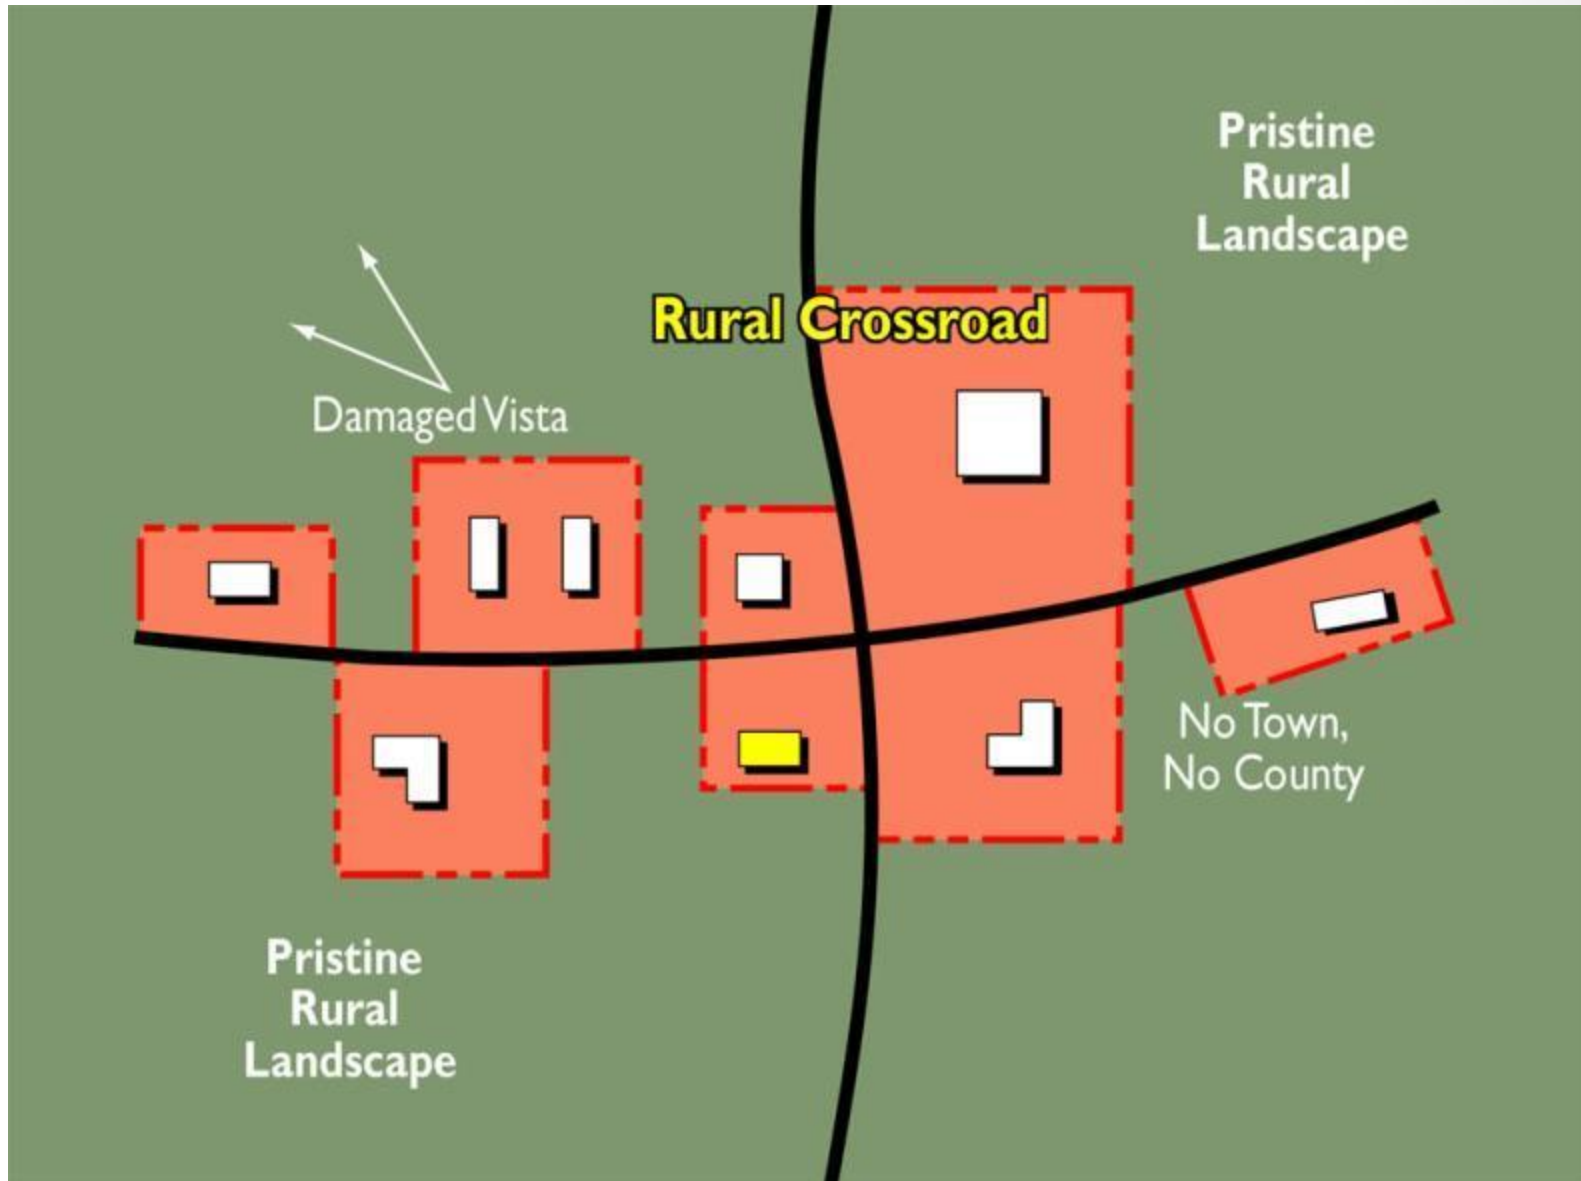 Pristine
Rural
Landscape
Rural Crossroad
Damaged Vista
No Town,
No County
Pristine
Rural
Landscape